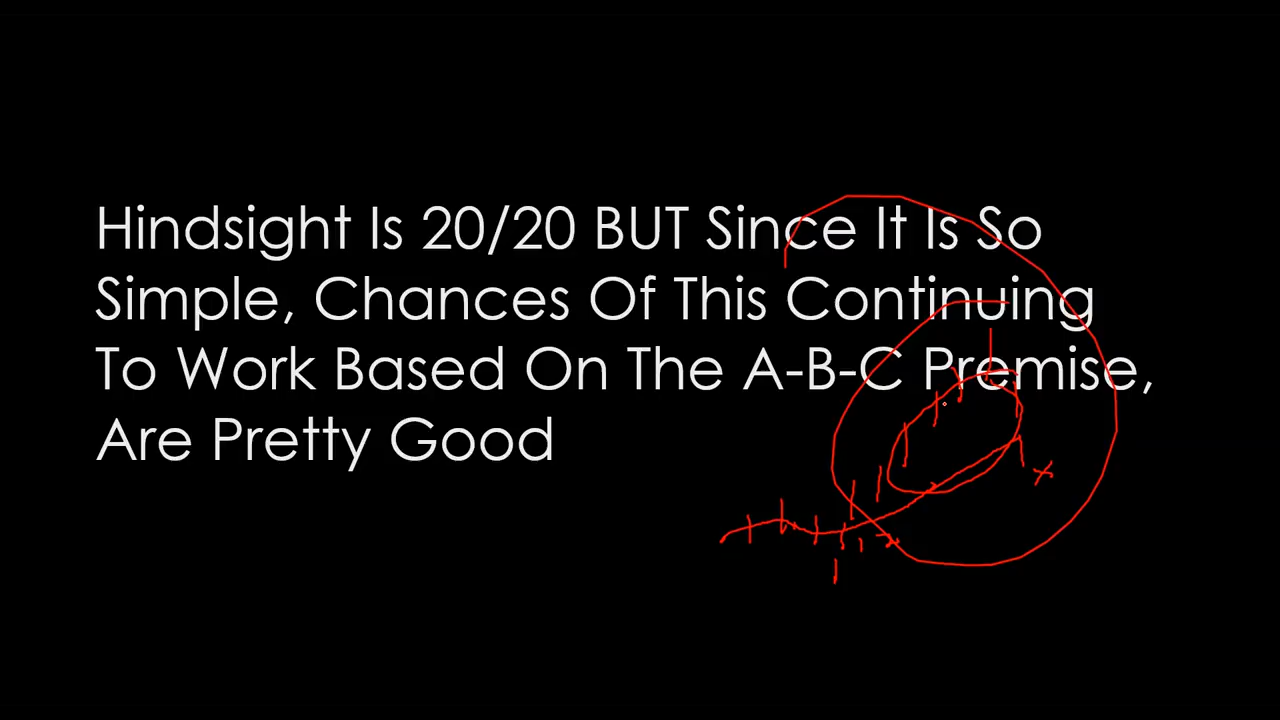 Hindsight Is 20/20 BUT Since It Is So
Simple, Chances Of This Continuing
To Work Based On The A-B-C Premise,
Are Pretty Good